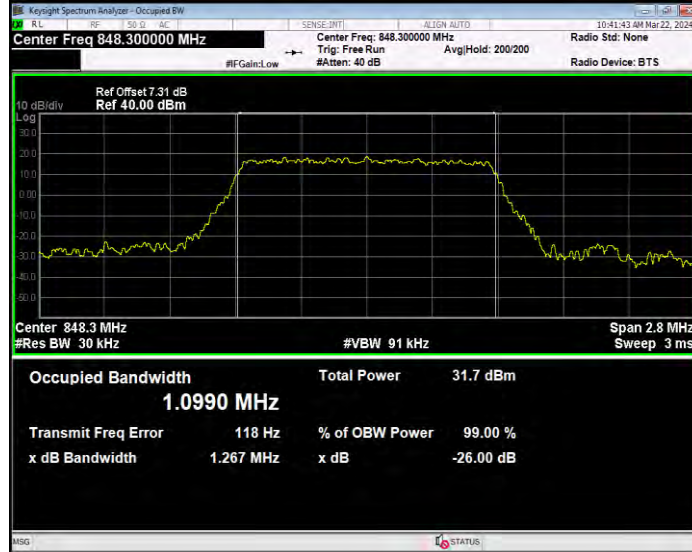 Keysight Spectrum Analyzer - Occupied BW
RL RF 50 Ω AC SENSE:INT ALIGN AUTO 10:41:43 AM Mar 22, 2024
Center Freq 848.300000 MHz
Center Freq: 848.300000 MHz Radio Std: None
Trig: Free Run Avg|Hold: 200/200
#IFGain:Low #Atten: 40 dB Radio Device: BTS
Ref Offset 7.31 dB
10 dB/div Ref 40.00 dBm
Log
30.0
20.0
10.0
0.00
-10.0
-20.0
-30.0
-40.0
-50.0
Center 848.3 MHz Span 2.8 MHz
#Res BW 30 kHz #VBW 91 kHz Sweep 3 ms
Occupied Bandwidth Total Power 31.7 dBm
1.0990 MHz
Transmit Freq Error 118 Hz % of OBW Power 99.00 %
x dB Bandwidth 1.267 MHz x dB -26.00 dB
MSG STATUS